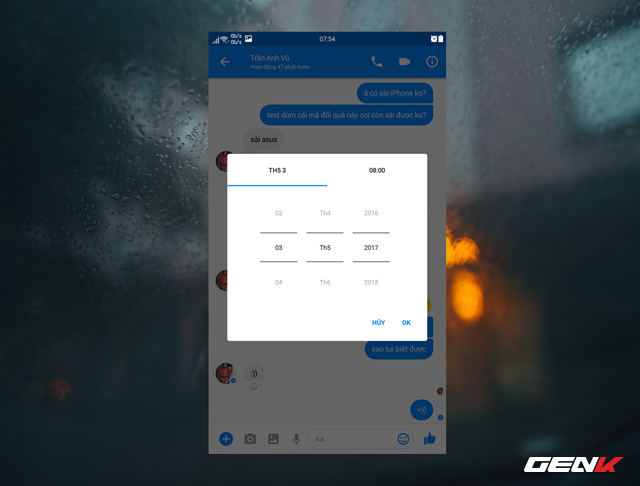 0b/s
0b/s
07:54
Trần Anh Vũ
Hoạt động 47 phút trước
à có sài iPhone ko?
test dùm cái mã đổi quà này coi còn sài được ko?
sài asus
TH5 3
08:00
02 Th4 2016
03 Th5 2017
04 Th6 2018
HỦY OK
sao tui biết được
:))
=))
Aa
GENK